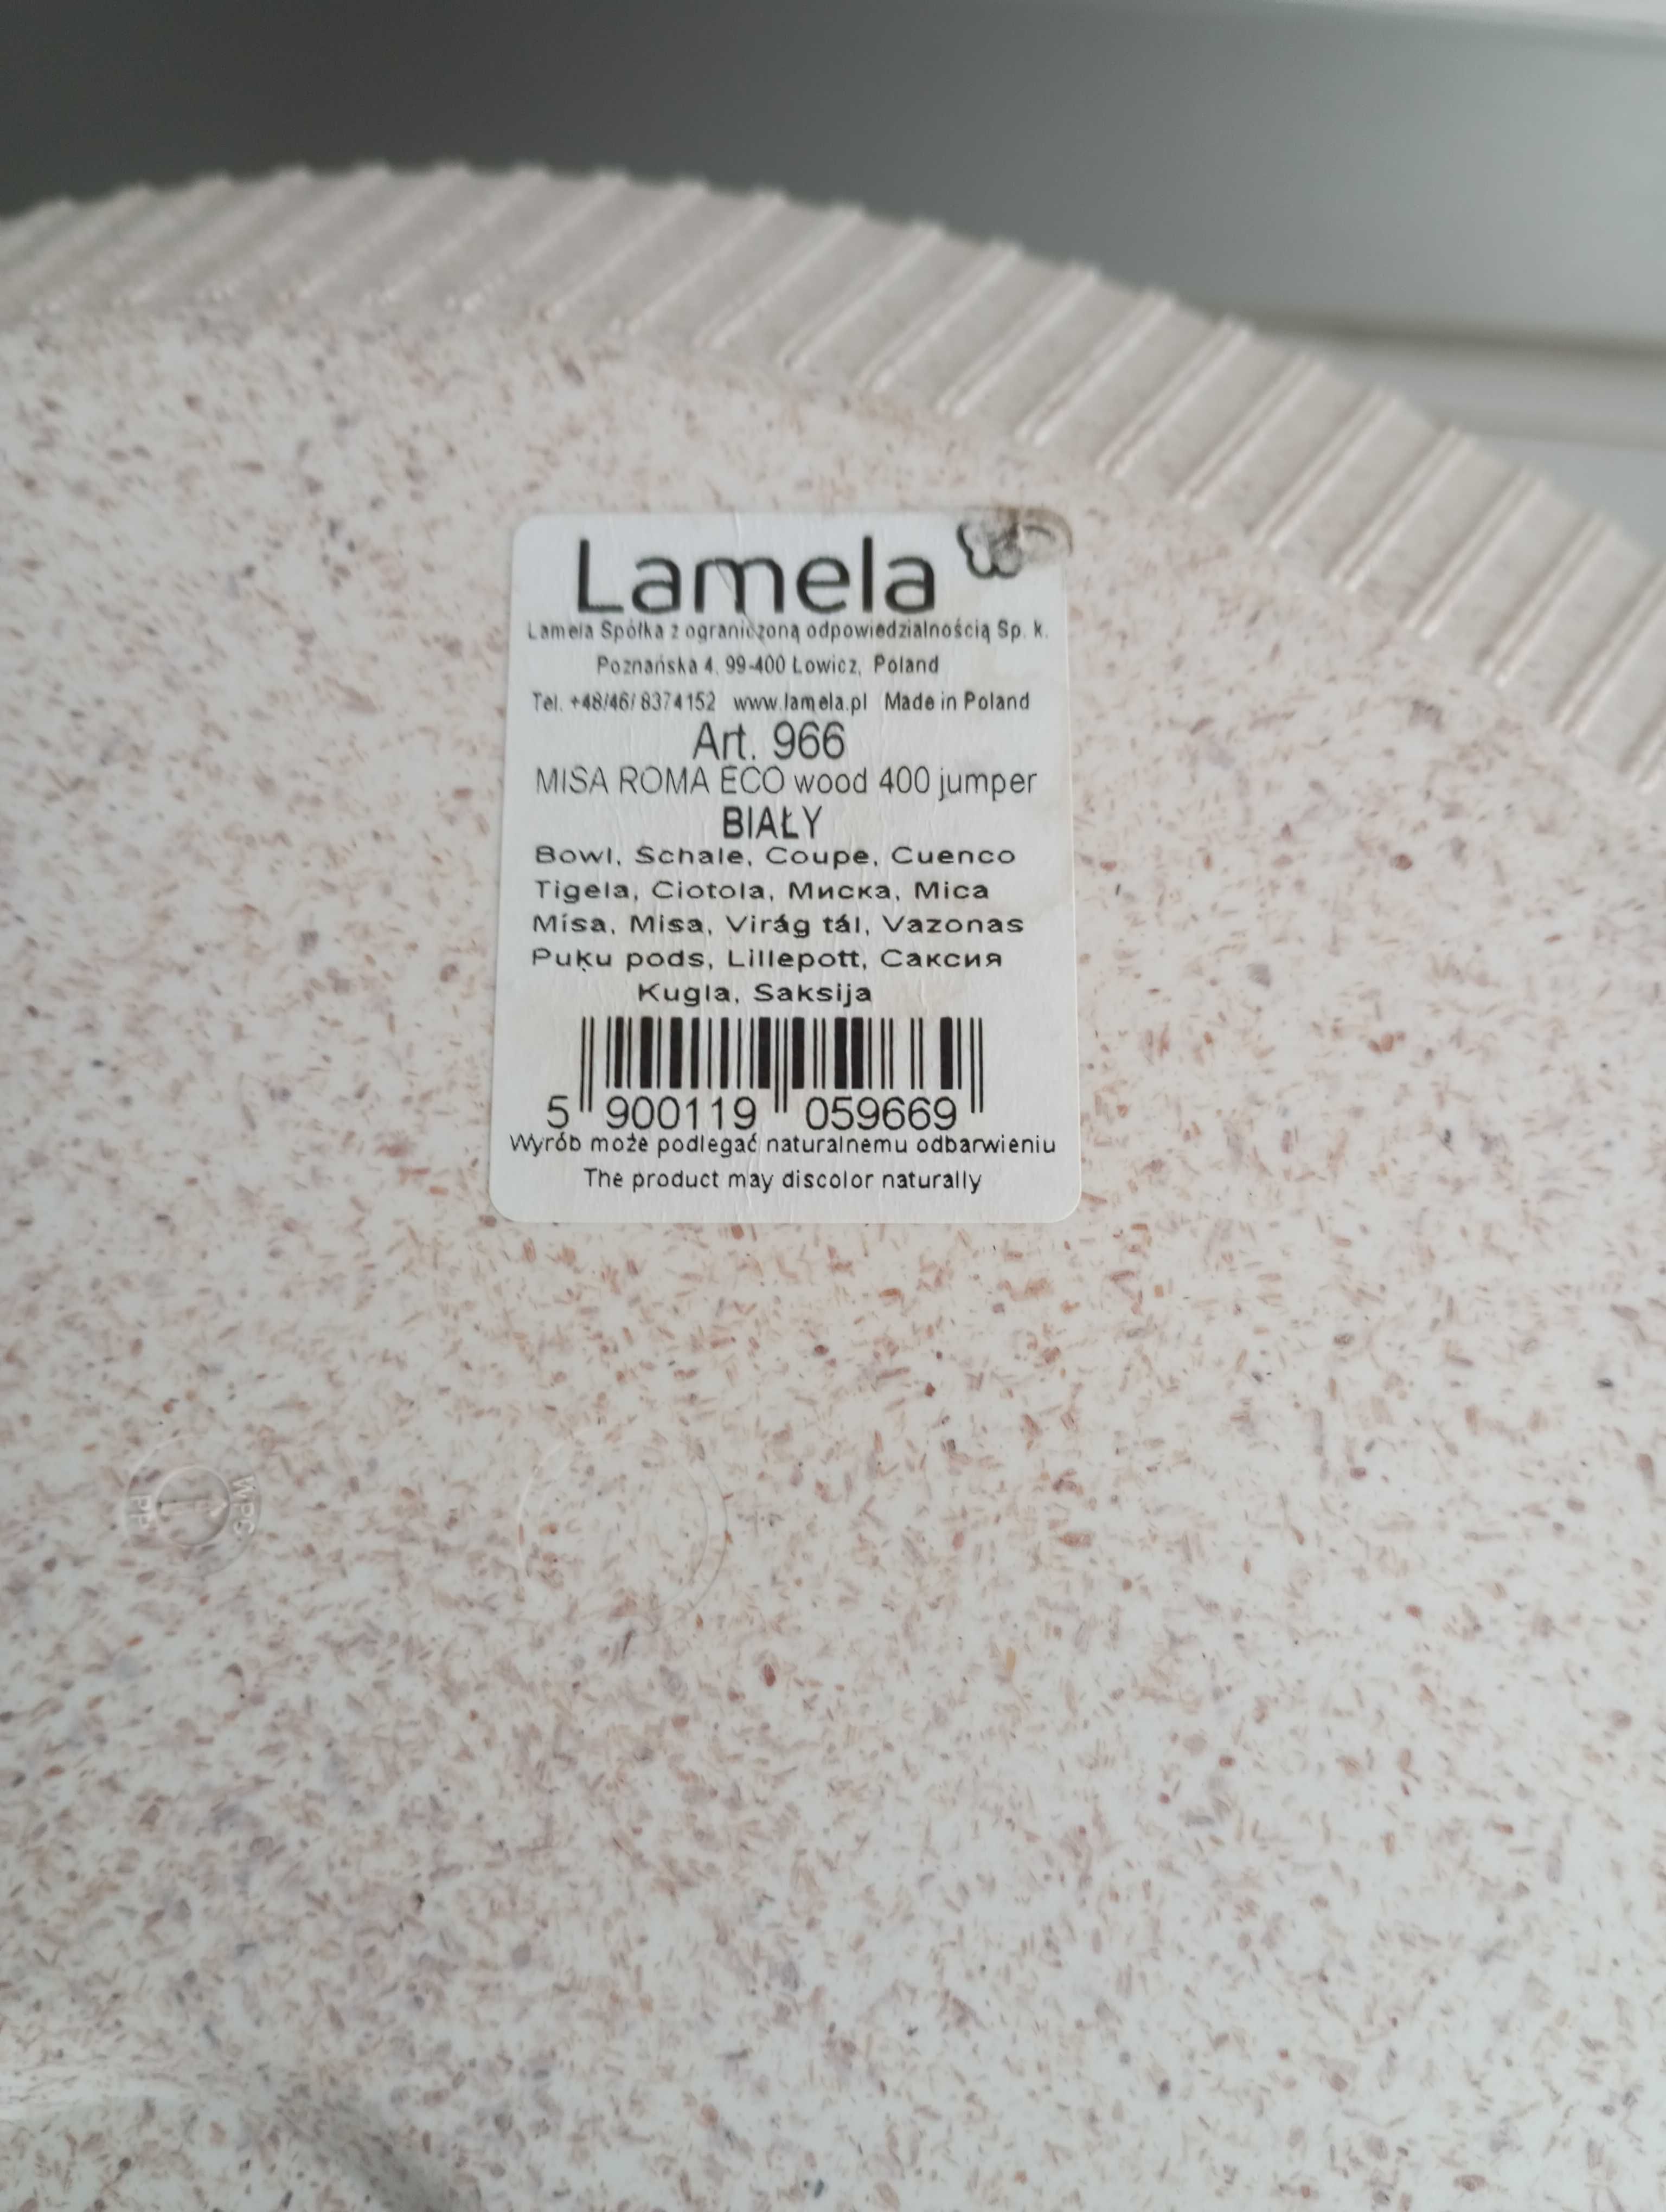 Lamela
Lamela Spółka z ograniczoną odpowiedzialnością Sp. k.
Poznańska 4, 99-400 Łowicz, Poland
Tel. +48/46/ 8374152 www.lamela.pl Made in Poland
Art. 966
MISA ROMA ECO wood 400 jumper
BIAŁY
Bowl, Schale, Coupe, Cuenco
Tigela, Ciotola, Миска, Mica
Mísa, Misa, Virág tál, Vazonas
Puķu pods, Lillepott, Саксия
Kugla, Saksija
5 900119 059669
Wyrób może podlegać naturalnemu odbarwieniu
The product may discolor naturally
WPC
PP